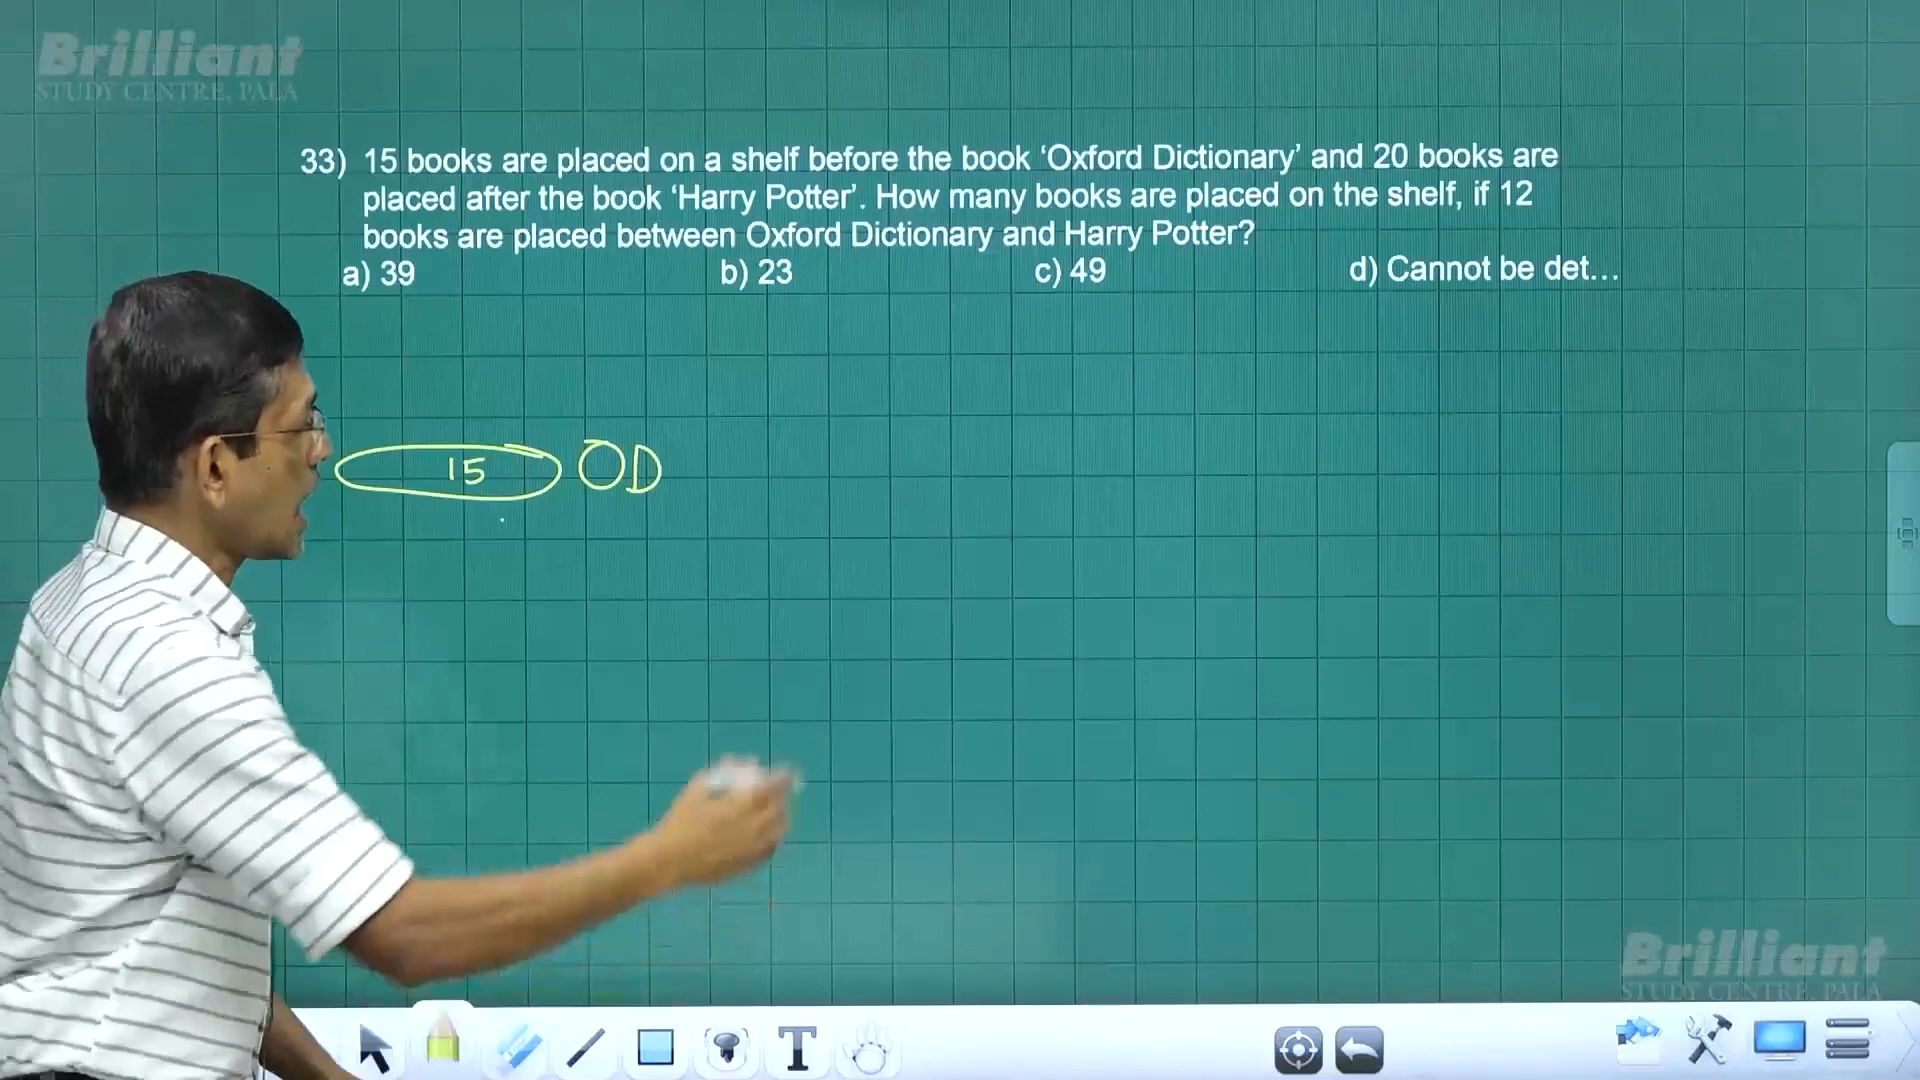 Brilliant
STUDY CENTRE, PALA
33) 15 books are placed on a shelf before the book ‘Oxford Dictionary’ and 20 books are
placed after the book ‘Harry Potter’. How many books are placed on the shelf, if 12
books are placed between Oxford Dictionary and Harry Potter?
a) 39 b) 23 c) 49 d) Cannot be det...
15 OD
Brilliant
STUDY CENTRE, PALA
T